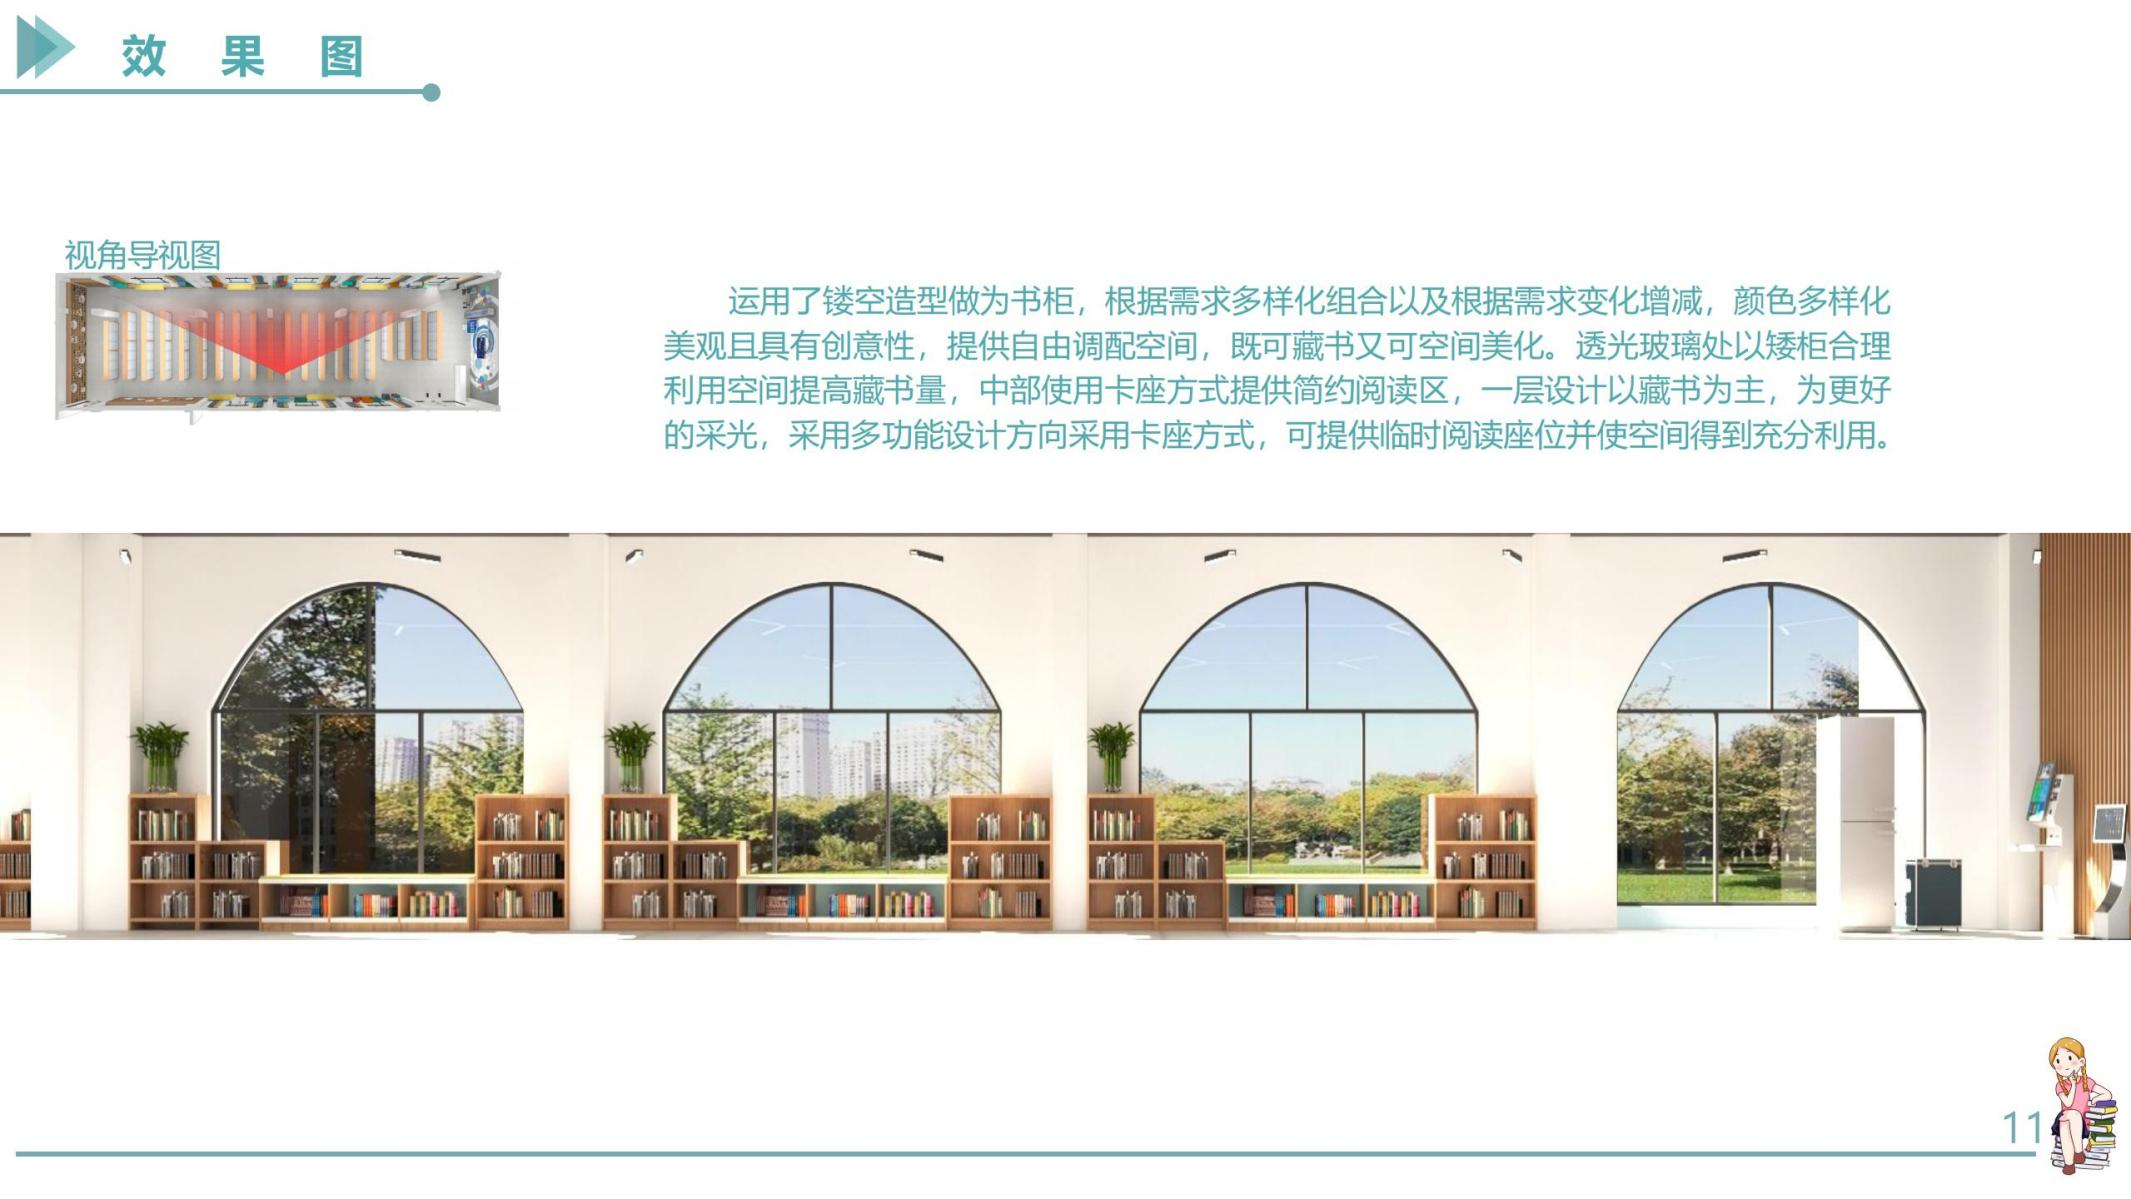 效果图
视角导视图
运用了镂空造型做为书柜，根据需求多样化组合以及根据需求变化增减，颜色多样化
美观且具有创意性，提供自由调配空间，既可藏书又可空间美化。透光玻璃处以矮柜合理
利用空间提高藏书量，中部使用卡座方式提供简约阅读区，一层设计以藏书为主，为更好
的采光，采用多功能设计方向采用卡座方式，可提供临时阅读座位并使空间得到充分利用。
11